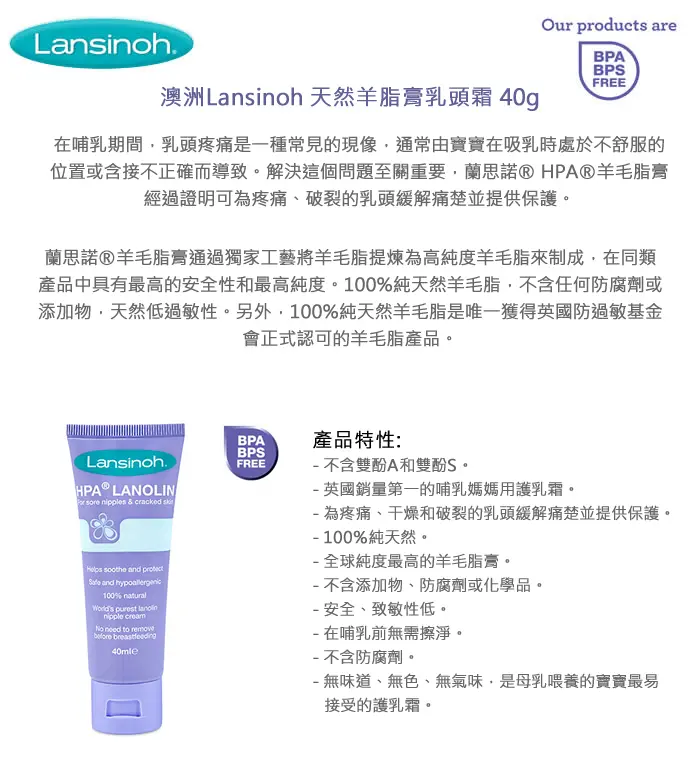 Lansinoh®
Our products are
BPA
BPS
FREE
澳洲Lansinoh 天然羊脂膏乳頭霜 40g
在哺乳期間，乳頭疼痛是一種常見的現像，通常由寶寶在吸乳時處於不舒服的
位置或含接不正確而導致。解決這個問題至關重要，蘭思諾® HPA®羊毛脂膏
經過證明可為疼痛、破裂的乳頭緩解痛楚並提供保護。
蘭思諾®羊毛脂膏通過獨家工藝將羊毛脂提煉為高純度羊毛脂來制成，在同類
產品中具有最高的安全性和最高純度。100%純天然羊毛脂，不含任何防腐劑或
添加物，天然低過敏性。另外，100%純天然羊毛脂是唯一獲得英國防過敏基金
會正式認可的羊毛脂產品。
Lansinoh®
HPA® LANOLIN
For sore nipples & cracked skin
Helps soothe and protect
Safe and hypoallergenic
100% natural
World's purest lanolin
nipple cream
No need to remove
before breastfeeding
40ml℮
BPA
BPS
FREE
產品特性:
- 不含雙酚A和雙酚S。
- 英國銷量第一的哺乳媽媽用護乳霜。
- 為疼痛、干燥和破裂的乳頭緩解痛楚並提供保護。
- 100%純天然。
- 全球純度最高的羊毛脂膏。
- 不含添加物、防腐劑或化學品。
- 安全、致敏性低。
- 在哺乳前無需擦淨。
- 不含防腐劑。
- 無味道、無色、無氣味，是母乳喂養的寶寶最易
接受的護乳霜。